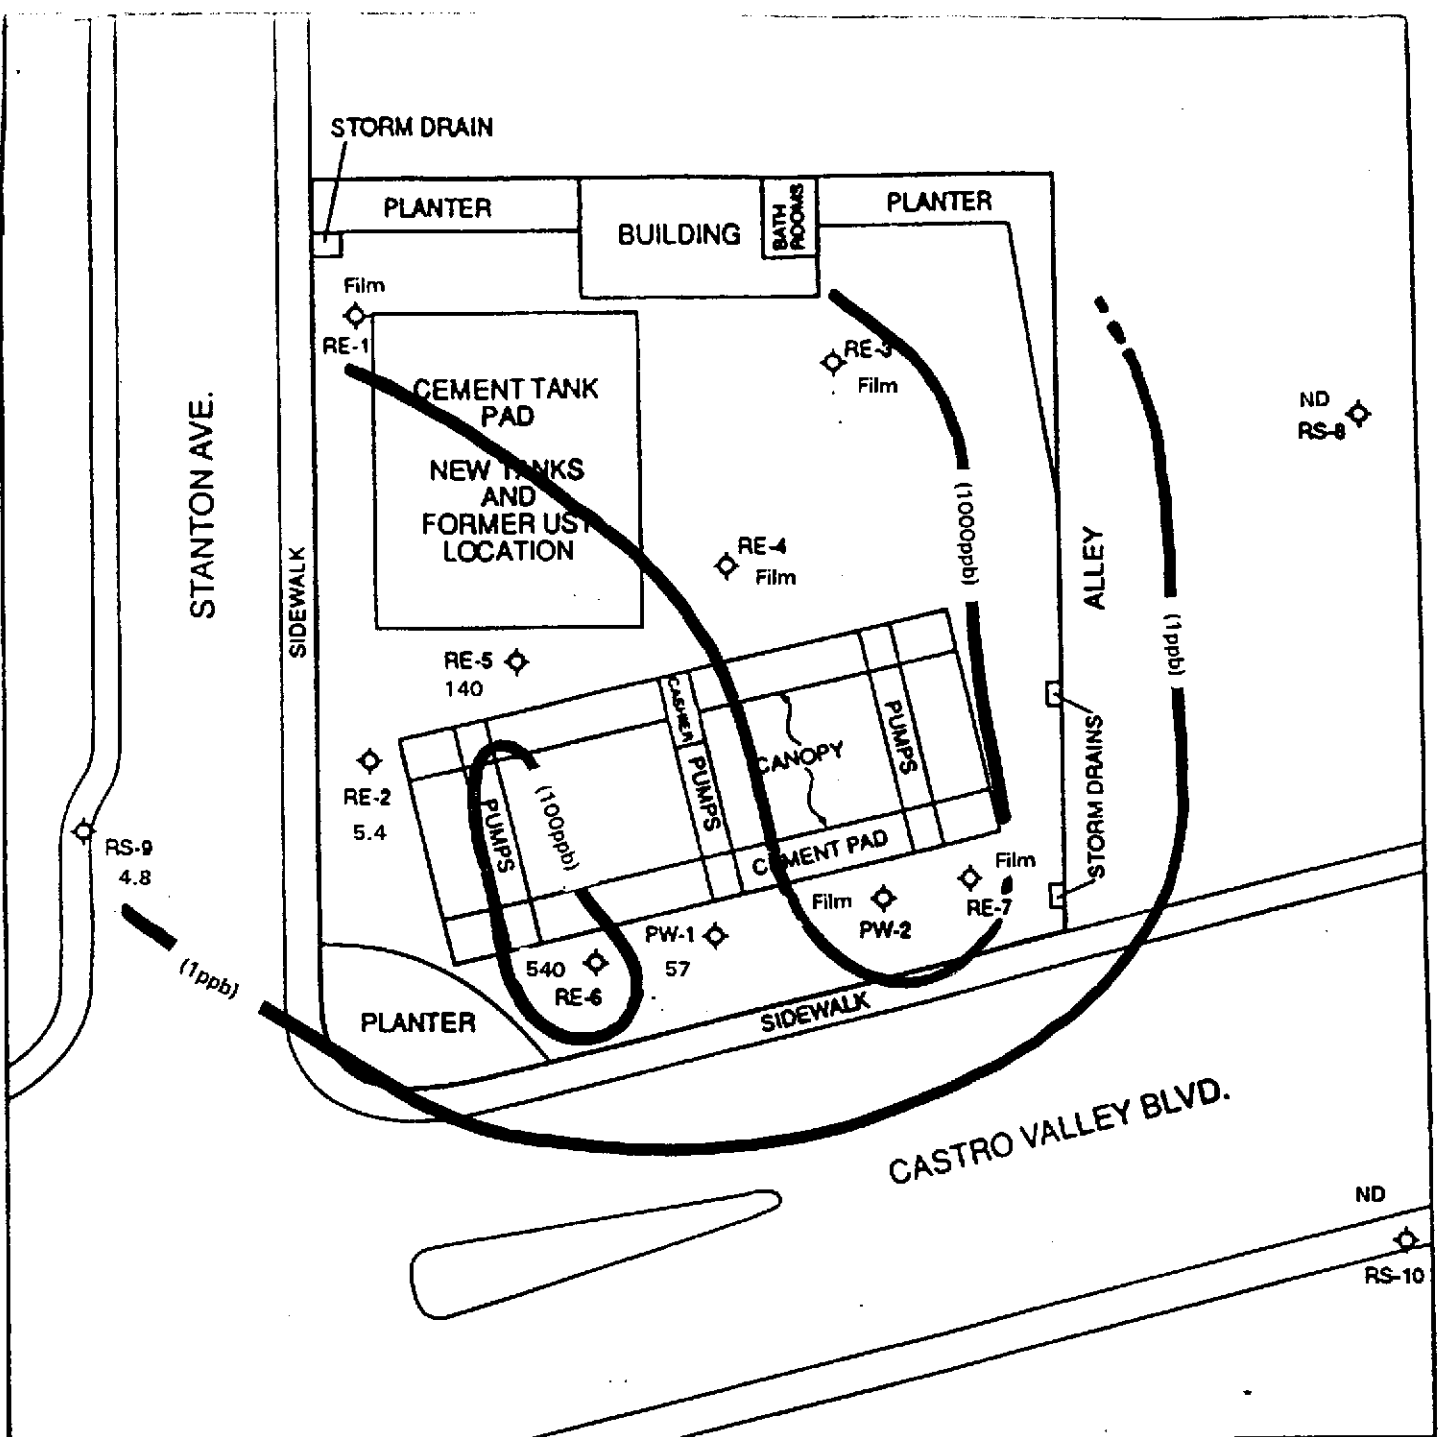 STORM DRAIN
PLANTER
BUILDING
BATH
ROOMS
PLANTER
Film
RE-1
RE-3
Film
CEMENT TANK
PAD
NEW TANKS
AND
FORMER UST
LOCATION
ND
RS-8
STANTON AVE.
SIDEWALK
(1000ppb)
ALLEY
RE-4
Film
(1ppb)
RE-5
140
CASHIER
PUMPS
CANOPY
PUMPS
STORM DRAINS
RE-2
5.4
PUMPS
(100ppb)
RS-9
4.8
CEMENT PAD
Film
RE-7
Film
PW-2
PW-1
57
540
RE-6
(1ppb)
PLANTER
SIDEWALK
CASTRO VALLEY BLVD.
ND
RS-10